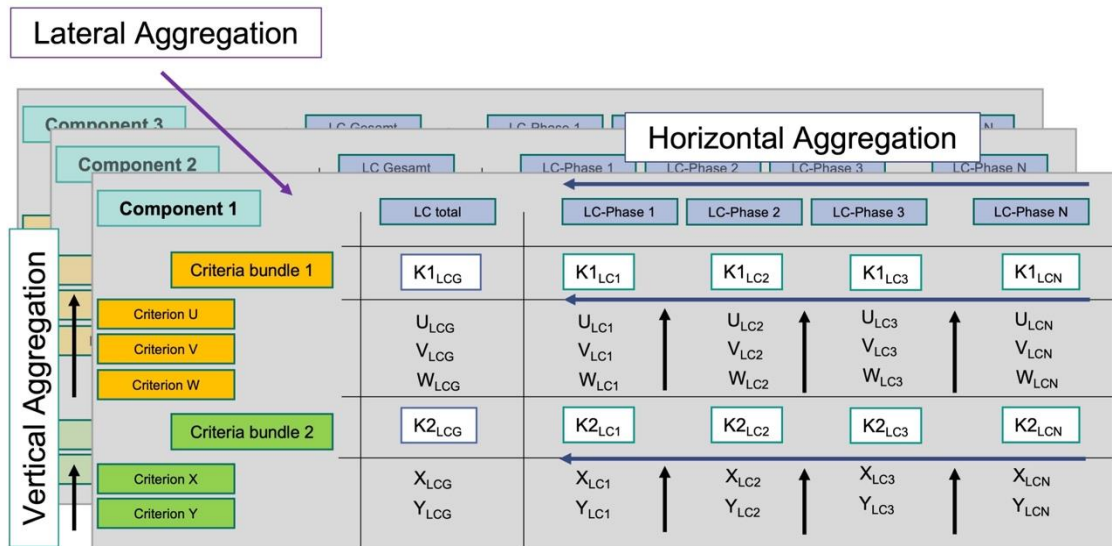 Lateral Aggregation
Component 3
LC Gesamt
LC-Phase 1
N
Horizontal Aggregation
Component 2
LC Gesamt
LC-Phase 1
LC-Phase 2
LC-Phase 3
LC-Phase N
Component 1
LC total
LC-Phase 1
LC-Phase 2
LC-Phase 3
LC-Phase N
Vertical Aggregation
Criteria bundle 1
K1LCG
K1LC1
K1LC2
K1LC3
K1LCN
Criterion U
ULCG
ULC1
ULC2
ULC3
ULCN
Criterion V
VLCG
VLC1
VLC2
VLC3
VLCN
Criterion W
WLCG
WLC1
WLC2
WLC3
WLCN
Criteria bundle 2
K2LCG
K2LC1
K2LC2
K2LC3
K2LCN
Criterion X
XLCG
XLC1
XLC2
XLC3
XLCN
Criterion Y
YLCG
YLC1
YLC2
YLC3
YLCN